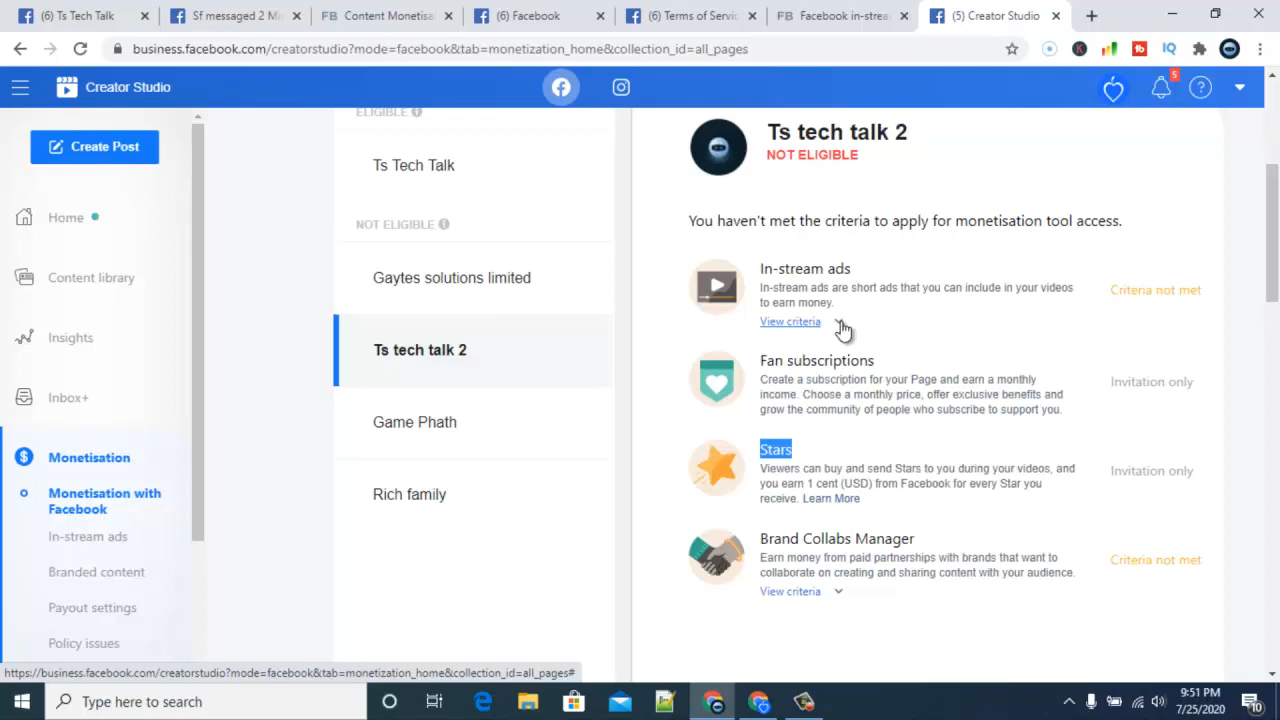 (6) Ts Tech Talk
Sf messaged 2 Mi
Content Monetisa
(6) Facebook
(6) Terms of Servic
Facebook in-strea
(5) Creator Studio
business.facebook.com/creatorstudio?mode=facebook&tab=monetization_home&collection_id=all_pages
Creator Studio
5
Create Post
Home
Content library
Insights
Inbox+
Monetisation
Monetisation with
Facebook
In-stream ads
Branded content
Payout settings
Policy issues
ELIGIBLE
Ts Tech Talk
NOT ELIGIBLE
Gaytes solutions limited
Ts tech talk 2
Game Phath
Rich family
Ts tech talk 2
NOT ELIGIBLE
You haven't met the criteria to apply for monetisation tool access.
In-stream ads
In-stream ads are short ads that you can include in your videos
to earn money.
View criteria
Criteria not met
Fan subscriptions
Create a subscription for your Page and earn a monthly
income. Choose a monthly price, offer exclusive benefits and
grow the community of people who subscribe to support you.
Invitation only
Stars
Viewers can buy and send Stars to you during your videos, and
you earn 1 cent (USD) from Facebook for every Star you
receive. Learn More
Invitation only
Brand Collabs Manager
Earn money from paid partnerships with brands that want to
collaborate on creating and sharing content with your audience.
View criteria
Criteria not met
https://business.facebook.com/creatorstudio?mode=facebook&tab=monetization_home&collection_id=all_pages#
Type here to search
9:51 PM
7/25/2020
10